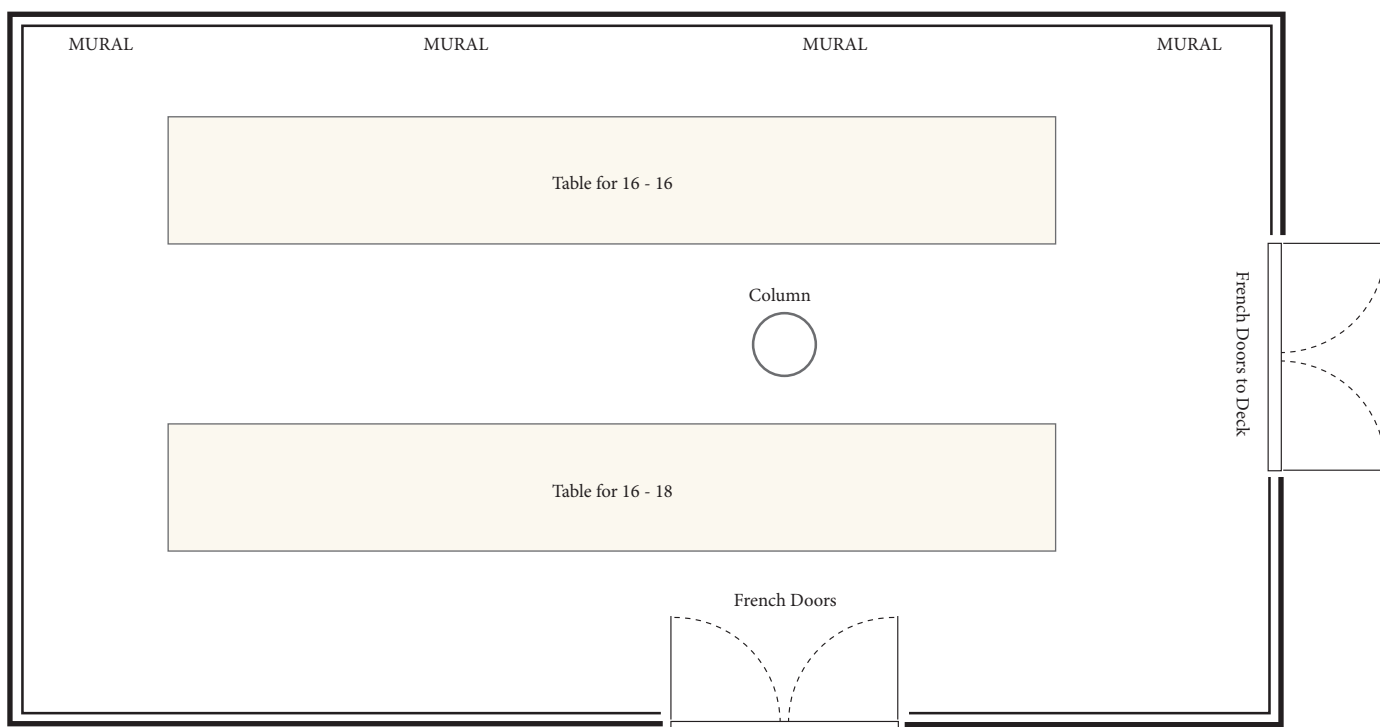 MURAL MURAL MURAL MURAL
Table for 16 - 16
Column
French Doors to Deck
Table for 16 - 18
French Doors